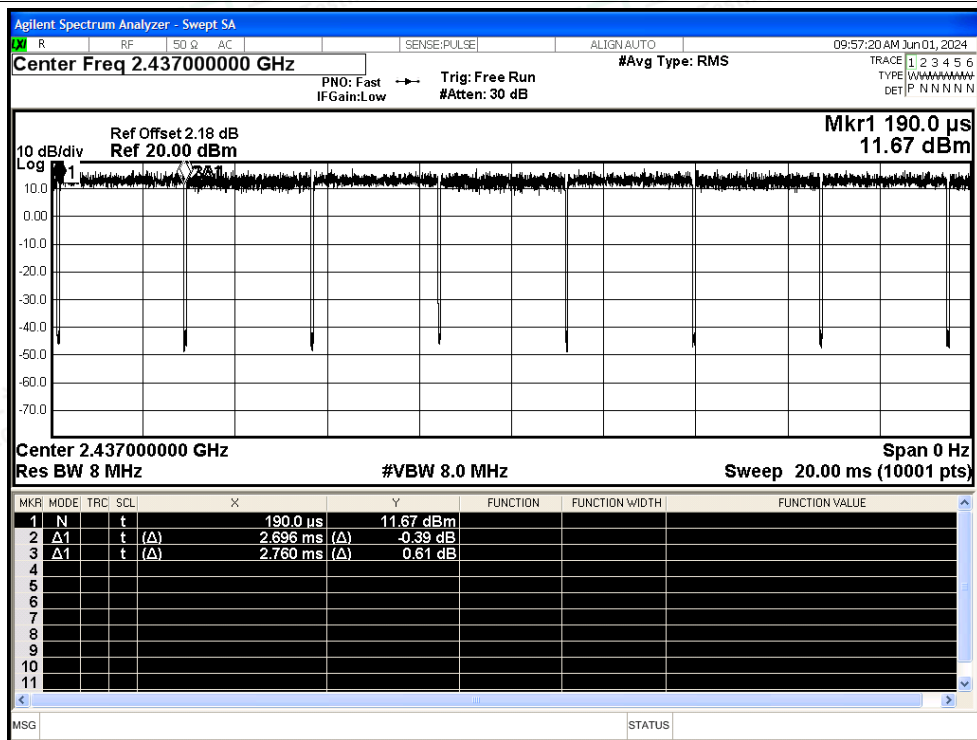 Agilent Spectrum Analyzer - Swept SA
LXI R RF 50 Ω AC SENSE:PULSE ALIGN AUTO 09:57:20 AM Jun 01, 2024
Center Freq 2.437000000 GHz #Avg Type: RMS TRACE 1 2 3 4 5 6
PNO: Fast Trig: Free Run TYPE
IFGain:Low #Atten: 30 dB DET P N N N N N
Ref Offset 2.18 dB Mkr1 190.0 µs
10 dB/div Ref 20.00 dBm 11.67 dBm
Log
1 3Δ1
10.0
0.00
-10.0
-20.0
-30.0
-40.0
-50.0
-60.0
-70.0
Center 2.437000000 GHz Span 0 Hz
Res BW 8 MHz #VBW 8.0 MHz Sweep 20.00 ms (10001 pts)
MKR MODE TRC SCL X Y FUNCTION FUNCTION WIDTH FUNCTION VALUE
1 N t 190.0 µs 11.67 dBm
2 Δ1 t (Δ) 2.696 ms (Δ) -0.39 dB
3 Δ1 t (Δ) 2.760 ms (Δ) 0.61 dB
4
5
6
7
8
9
10
11
MSG STATUS